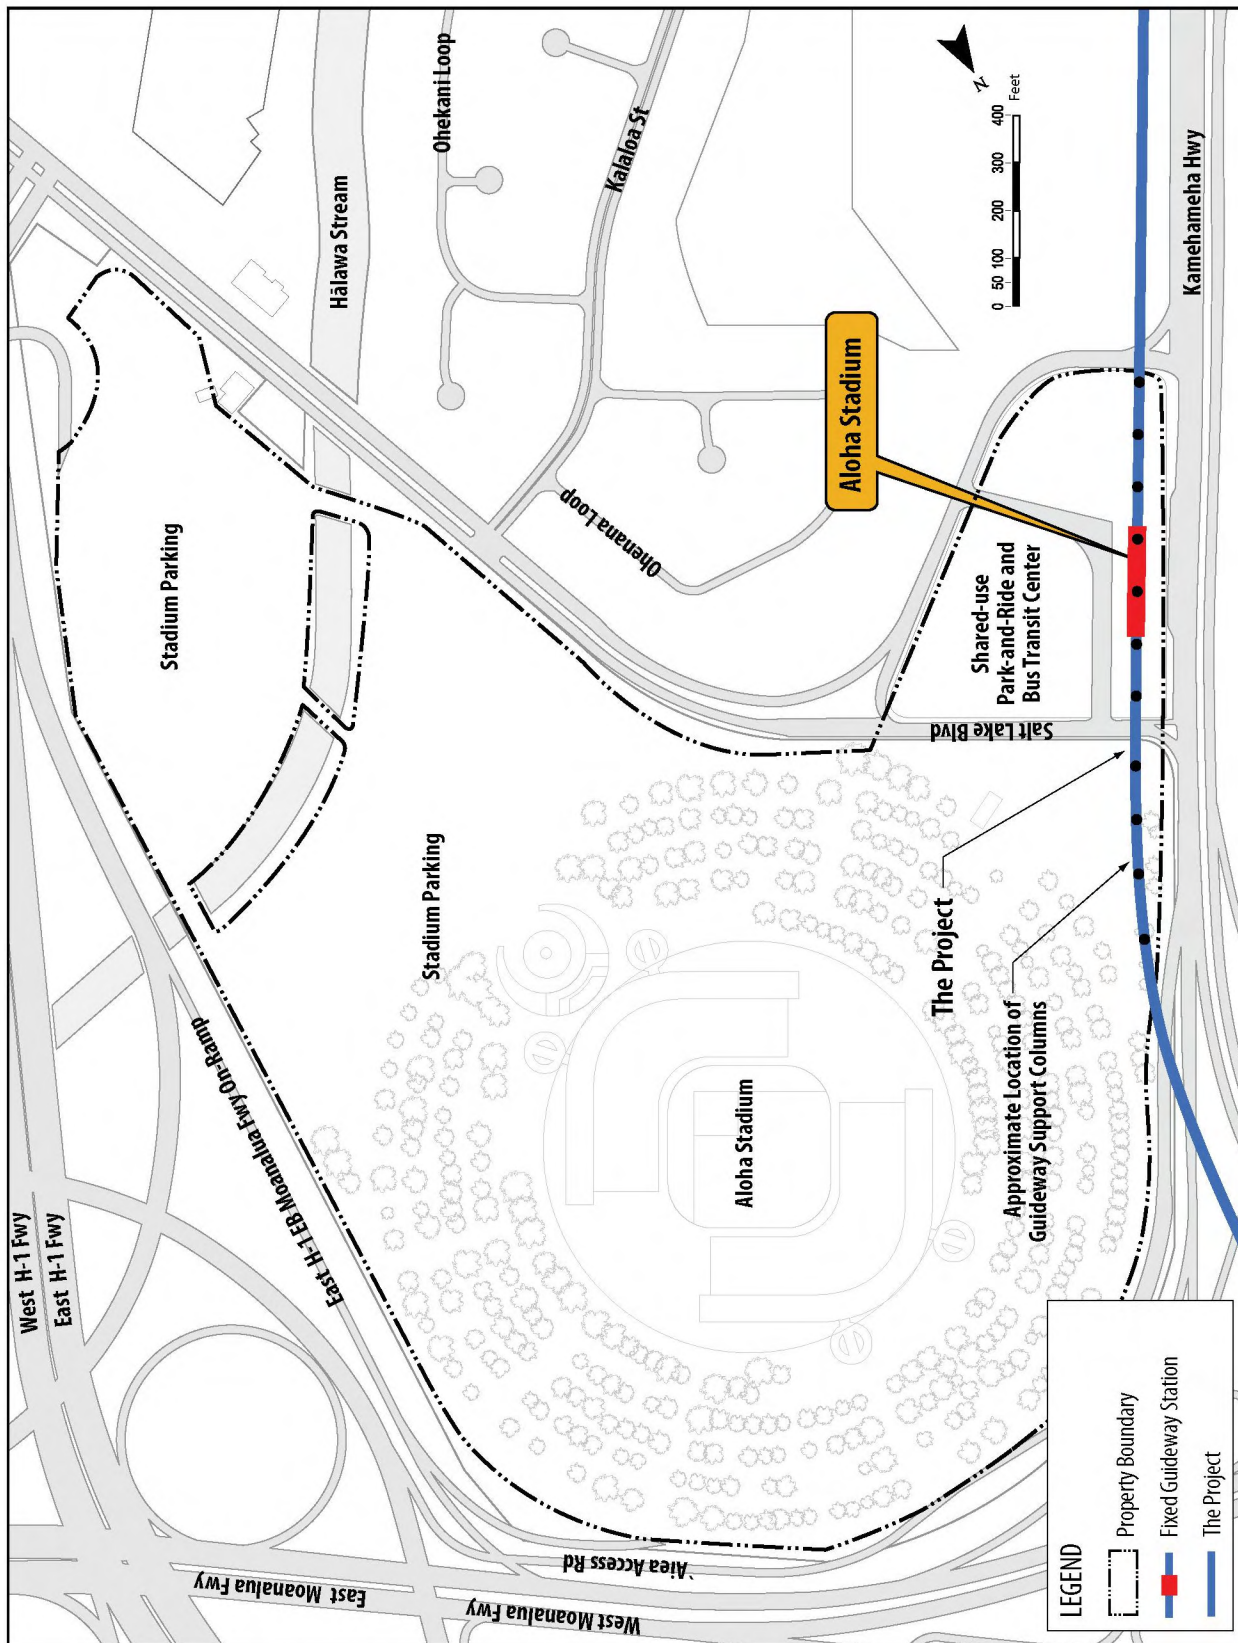 West H-1 Fwy
East H-1 Fwy
East Moanalua Fwy
West Moanalua Fwy
ʻAiea Access Rd
East H-1 EB Moanalua Fwy On-Ramp
Stadium Parking
Stadium Parking
Hālawa Stream
Ohekani Loop
Kalaloa St
Ohenana Loop
Aloha Stadium
Aloha Stadium
Shared-use
Park-and-Ride and
Bus Transit Center
Salt Lake Blvd
The Project
Approximate Location of
Guideway Support Columns
Kamehameha Hwy
N
0 50 100 200 300 400
Feet
LEGEND
Property Boundary
Fixed Guideway Station
The Project